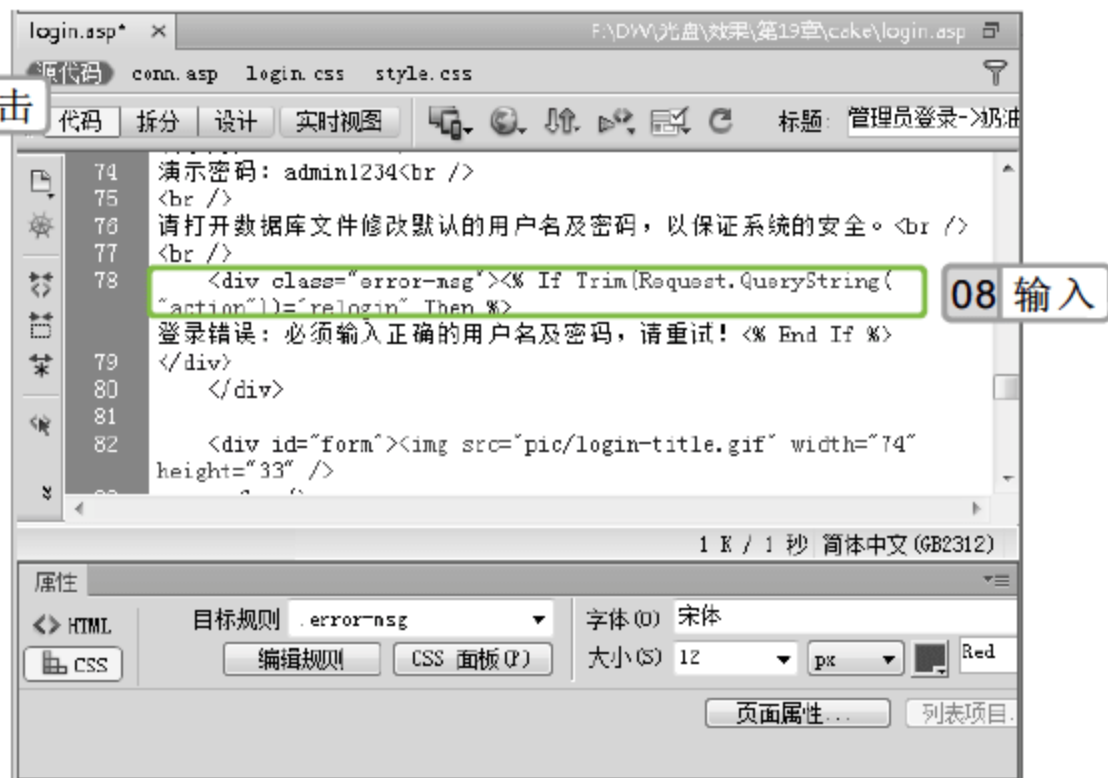 login.asp* × F:\DW\光盘\效果\第19章\cake\login.asp
源代码 conn.asp login.css style.css
击
代码 拆分 设计 实时视图 标题: 管理员登录->奶油
74 演示密码: admin1234<br />
75 <br />
76 请打开数据库文件修改默认的用户名及密码，以保证系统的安全。<br />
77 <br />
78 <div class="error-msg"><% If Trim(Request.QueryString(
"action"))="relogin" Then %>
08 输入
登录错误: 必须输入正确的用户名及密码，请重试! <% End If %>
79 </div>
80 </div>
81
82 <div id="form"><img src="pic/login-title.gif" width="74"
height="33" />
1 K / 1 秒 简体中文(GB2312)
属性
<> HTML 目标规则 .error-msg 字体(O) 宋体
CSS 编辑规则 CSS 面板(P) 大小(S) 12 px Red
页面属性... 列表项目.